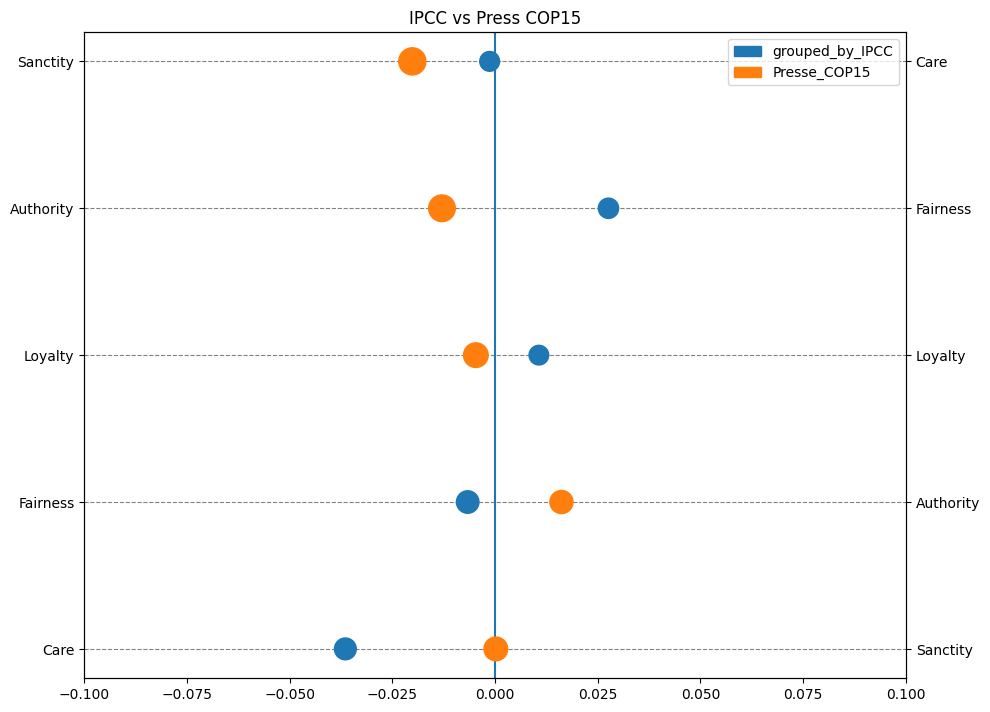 IPCC vs Press COP15
grouped_by_IPCC
Presse_COP15
Sanctity
Care
Authority
Fairness
Loyalty
Loyalty
Fairness
Authority
Care
Sanctity
−0.100 −0.075 −0.050 −0.025 0.000 0.025 0.050 0.075 0.100